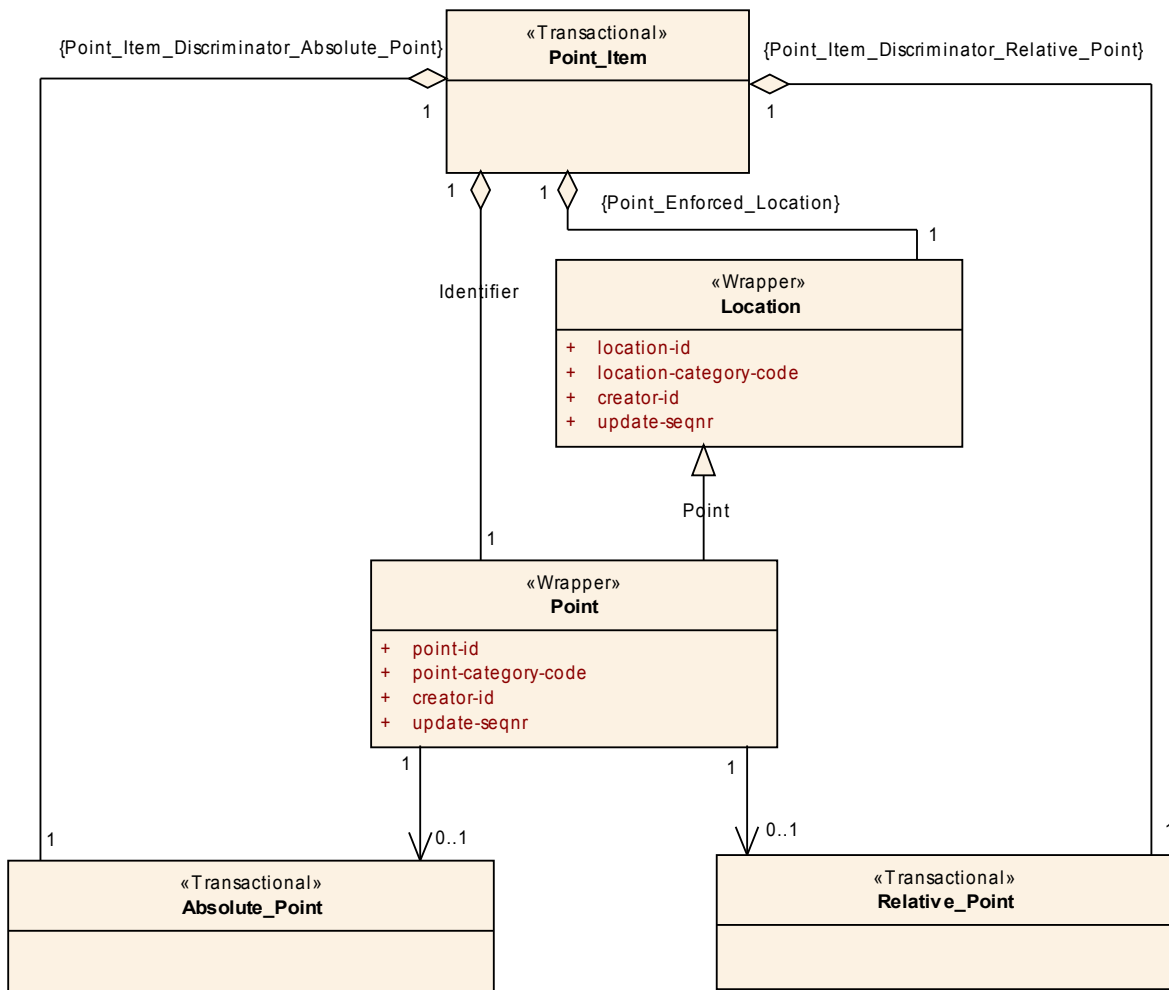 «Transactional»
Point_Item
{Point_Item_Discriminator_Absolute_Point}
{Point_Item_Discriminator_Relative_Point}
1
1
1
1
{Point_Enforced_Location}
1
Identifier
«Wrapper»
Location
+ location-id
+ location-category-code
+ creator-id
+ update-seqnr
Point
1
«Wrapper»
Point
+ point-id
+ point-category-code
+ creator-id
+ update-seqnr
1
1
1
0..1
0..1
1
«Transactional»
Absolute_Point
«Transactional»
Relative_Point